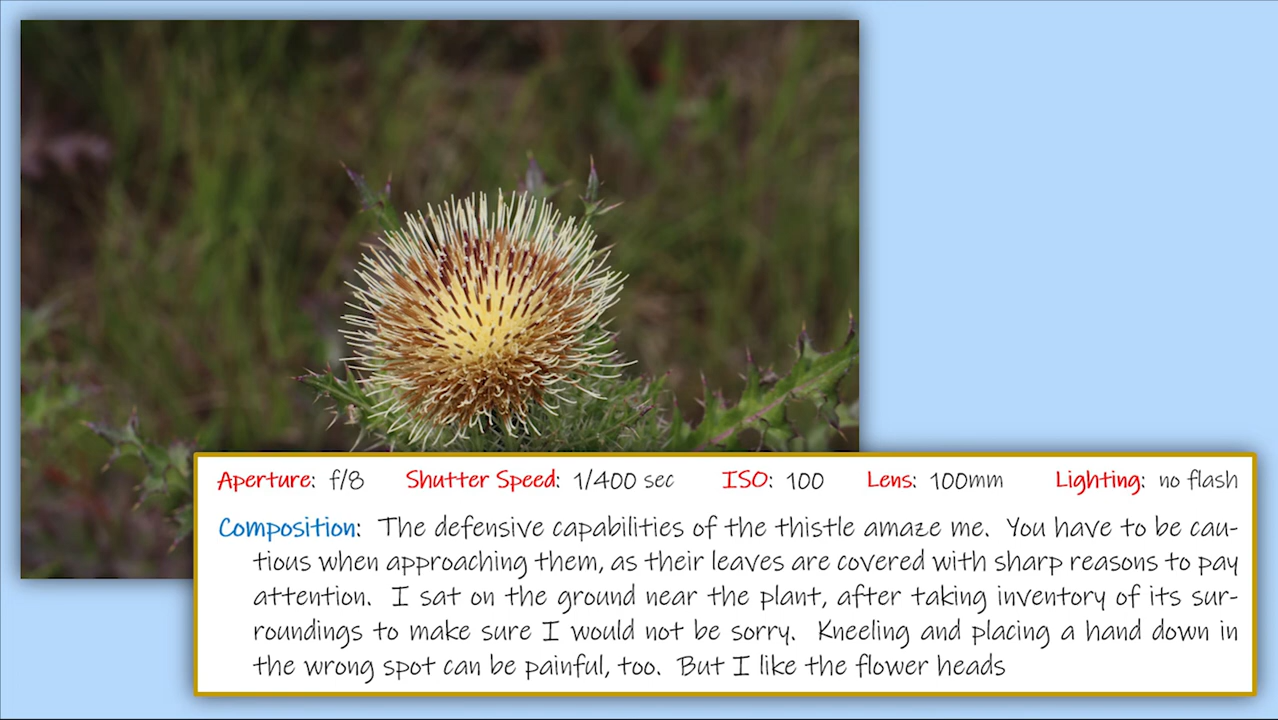 Aperture: f/8 Shutter Speed: 1/400 sec ISO: 100 Lens: 100mm Lighting: no flash
Composition: The defensive capabilities of the thistle amaze me. You have to be cau-
tious when approaching them, as their leaves are covered with sharp reasons to pay
attention. I sat on the ground near the plant, after taking inventory of its sur-
roundings to make sure I would not be sorry. Kneeling and placing a hand down in
the wrong spot can be painful, too. But I like the flower heads